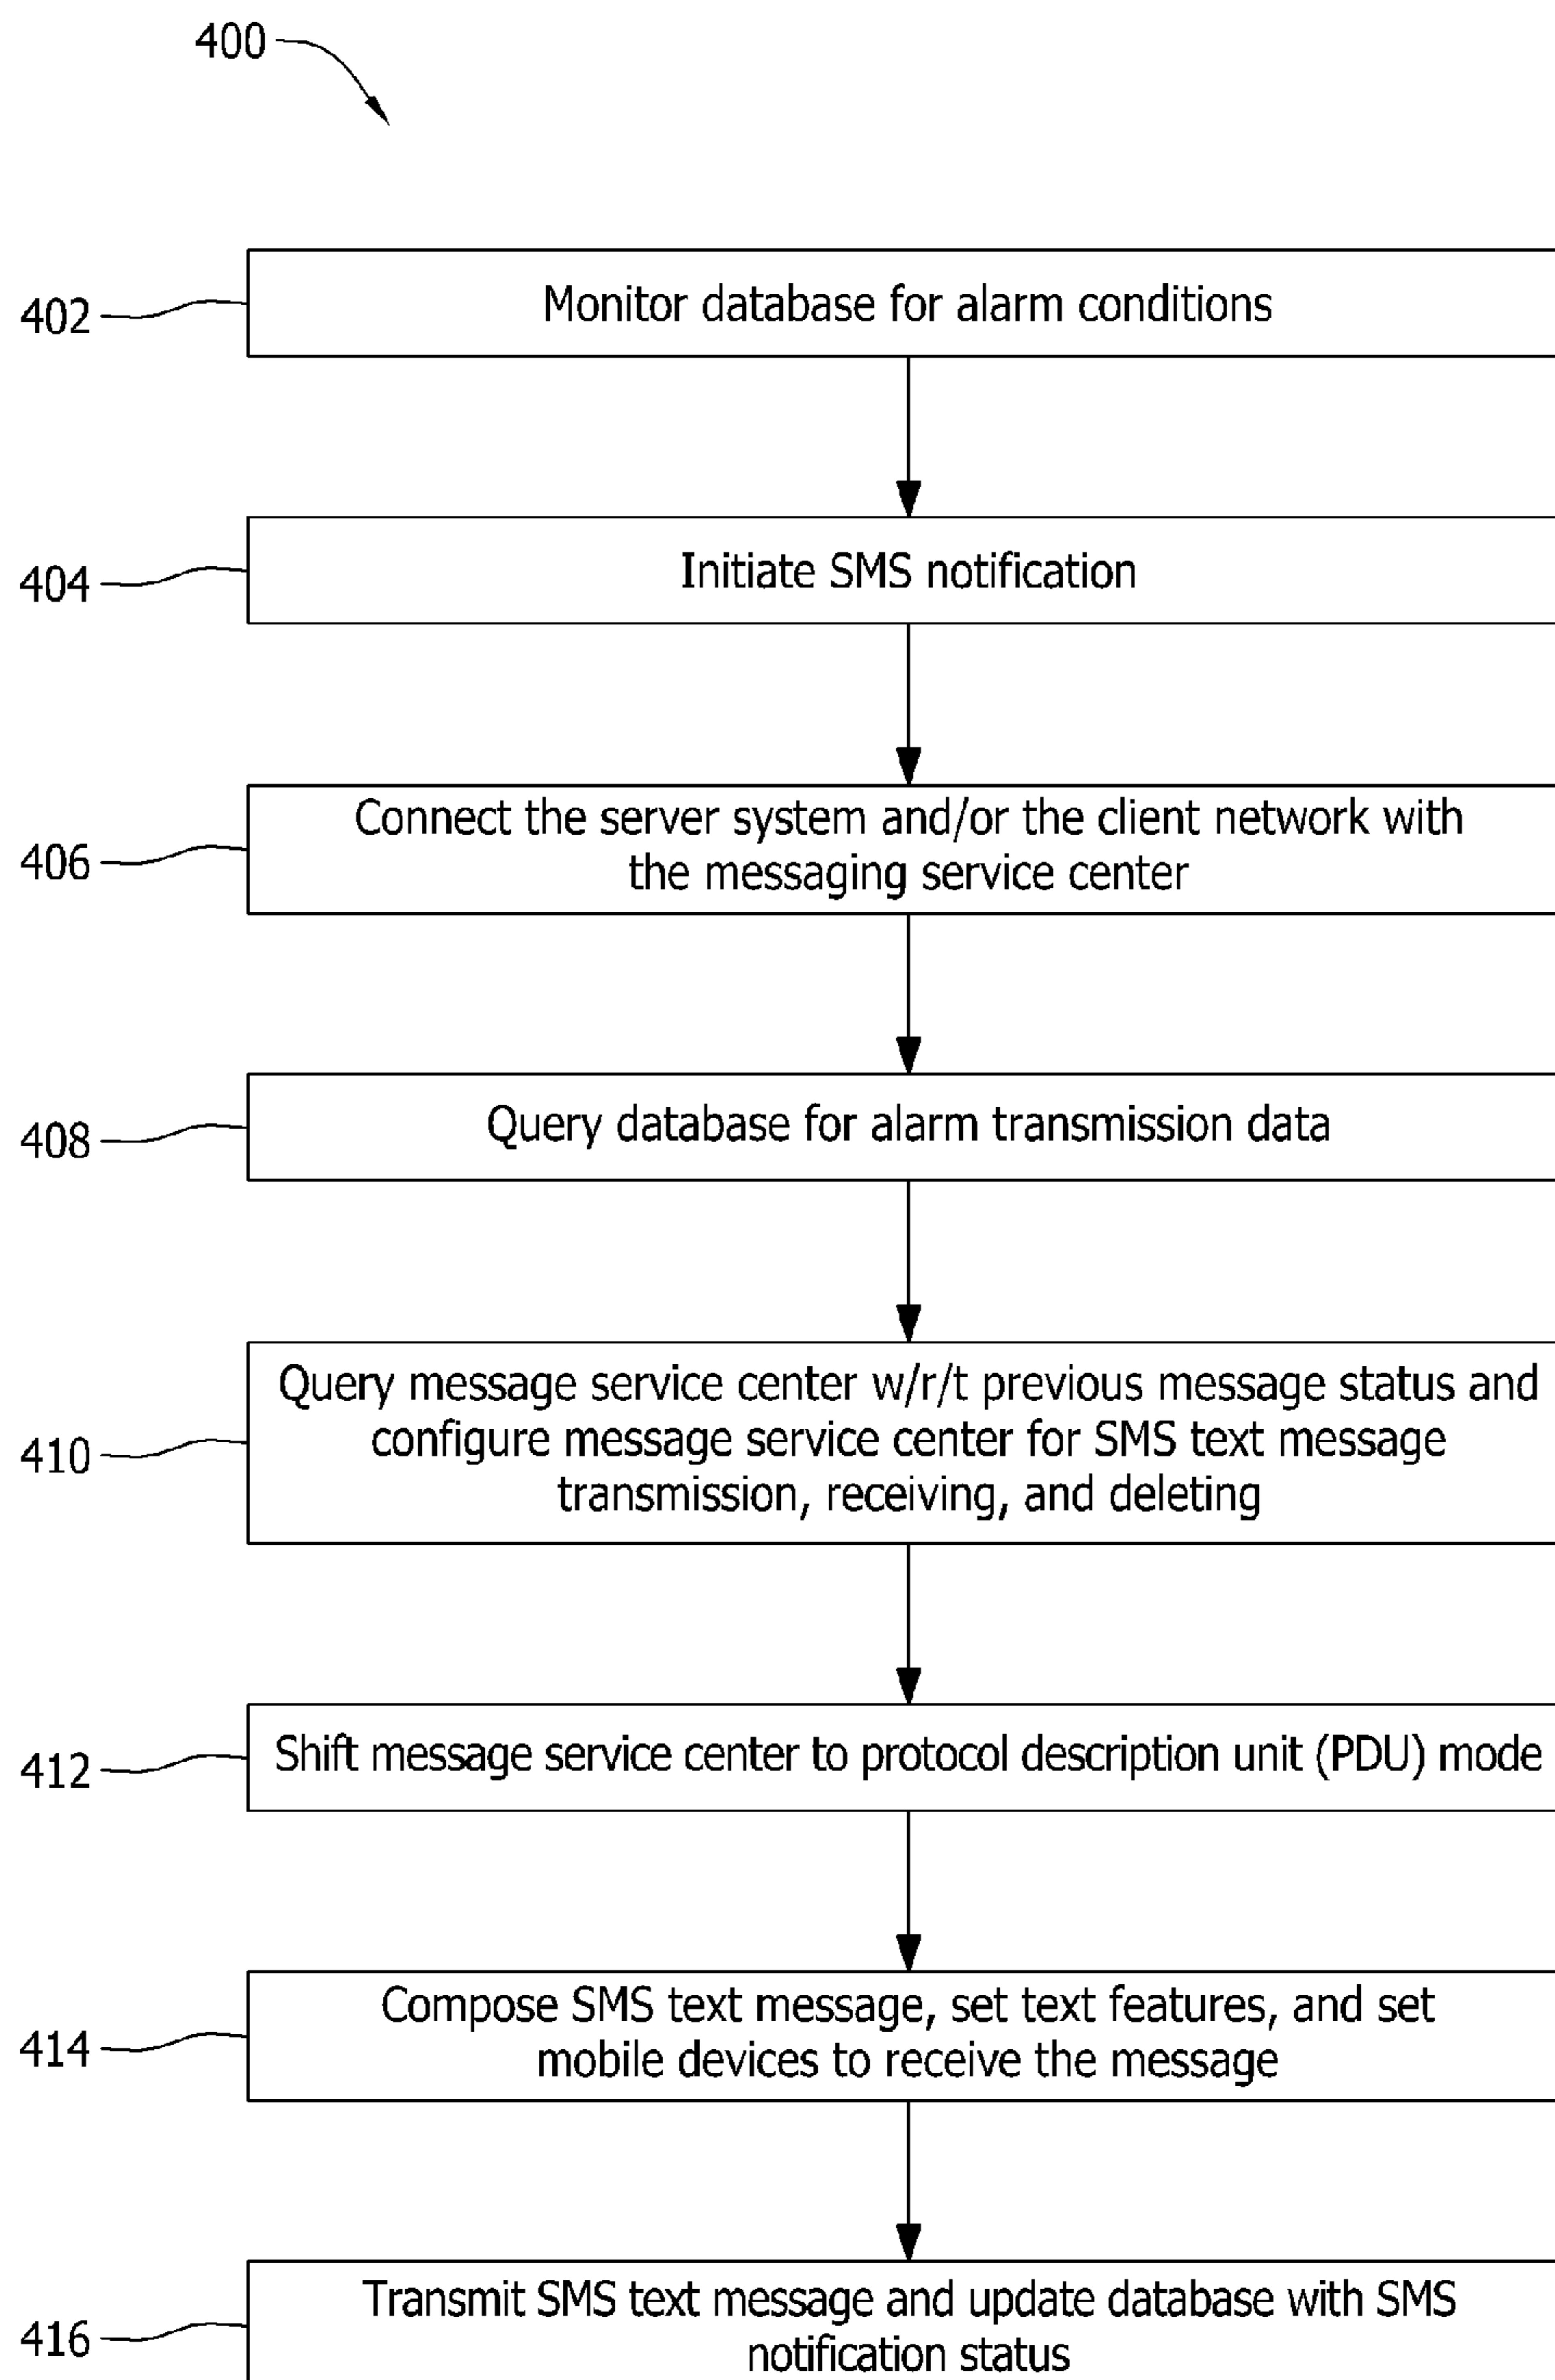 400
402
Monitor database for alarm conditions
404
Initiate SMS notification
406
Connect the server system and/or the client network with
the messaging service center
408
Query database for alarm transmission data
410
Query message service center w/r/t previous message status and
configure message service center for SMS text message
transmission, receiving, and deleting
412
Shift message service center to protocol description unit (PDU) mode
414
Compose SMS text message, set text features, and set
mobile devices to receive the message
416
Transmit SMS text message and update database with SMS
notification status